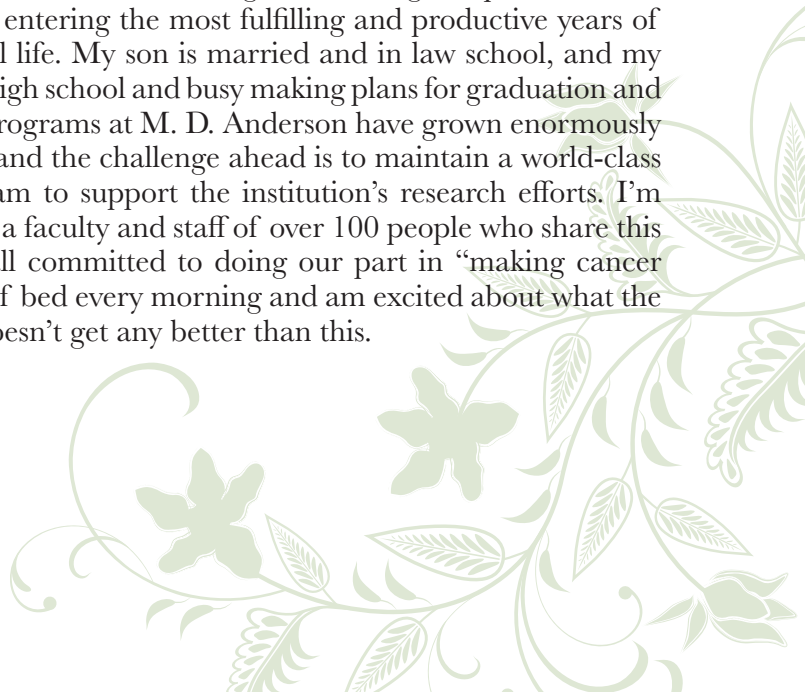 entering the most fulfilling and productive years of
l life. My son is married and in law school, and my
igh school and busy making plans for graduation and
rograms at M. D. Anderson have grown enormously
and the challenge ahead is to maintain a world-class
am to support the institution’s research efforts. I’m
a faculty and staff of over 100 people who share this
ll committed to doing our part in “making cancer
f bed every morning and am excited about what the
oesn’t get any better than this.